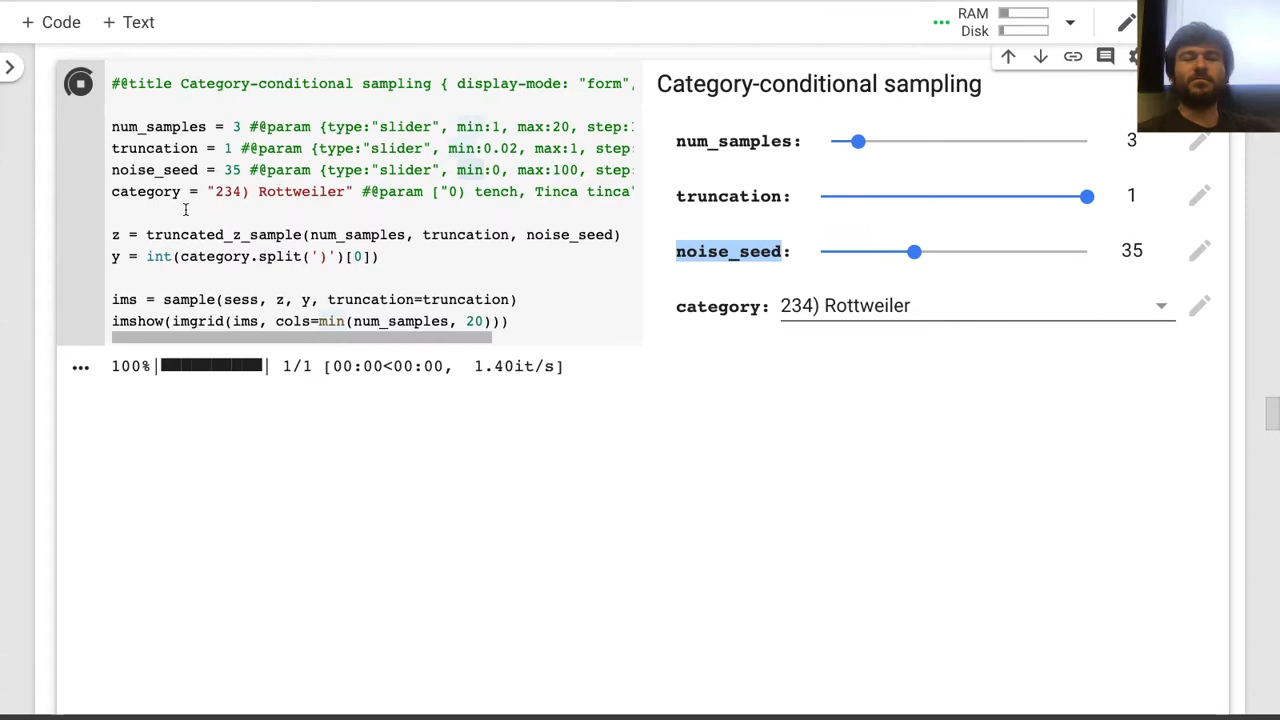 + Code + Text
RAM
Disk
#@title Category-conditional sampling { display-mode: "form",
num_samples = 3 #@param {type:"slider", min:1, max:20, step:1
truncation = 1 #@param {type:"slider", min:0.02, max:1, step:
noise_seed = 35 #@param {type:"slider", min:0, max:100, step:
category = "234) Rottweiler" #@param ["0) tench, Tinca tinca"
z = truncated_z_sample(num_samples, truncation, noise_seed)
y = int(category.split(')')[0])
ims = sample(sess, z, y, truncation=truncation)
imshow(imgrid(ims, cols=min(num_samples, 20)))
Category-conditional sampling
num_samples: 3
truncation: 1
noise_seed: 35
category: 234) Rottweiler
100%| | 1/1 [00:00<00:00, 1.40it/s]